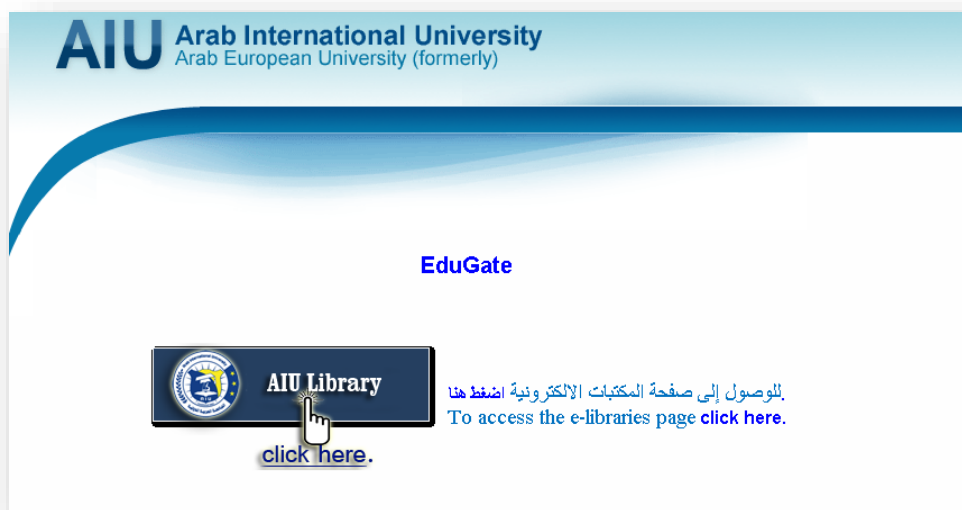 AIU Arab International University
Arab European University (formerly)
EduGate
AIU Library
click here.
للوصول إلى صفحة المكتبات الالكترونية اضغط هنا.
To access the e-libraries page click here.